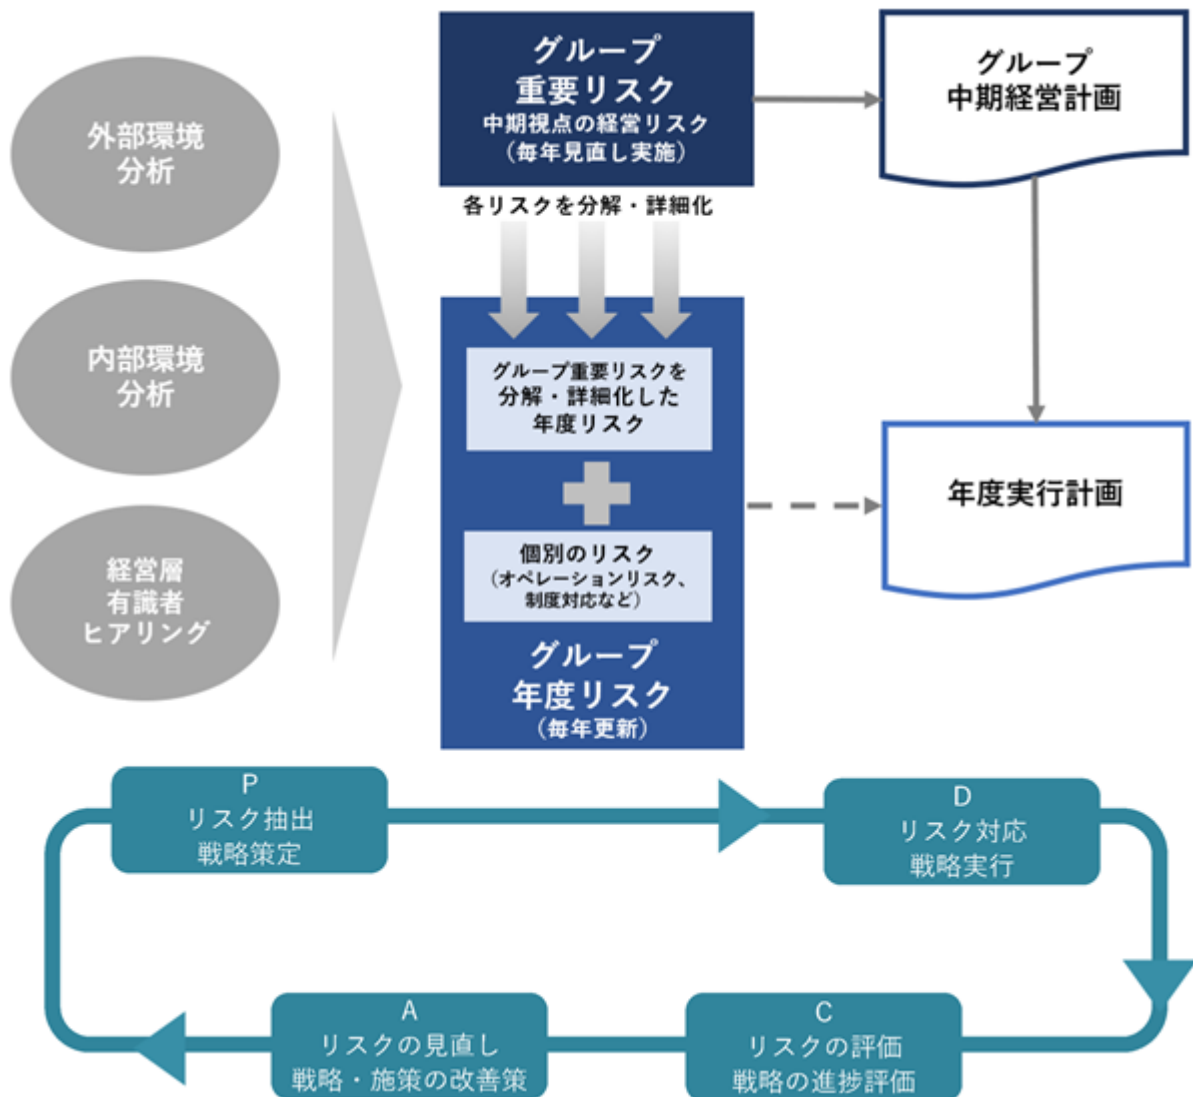 外部環境
分析
内部環境
分析
経営層
有識者
ヒアリング
グループ
重要リスク
中期視点の経営リスク
（毎年見直し実施）
各リスクを分解・詳細化
グループ重要リスクを
分解・詳細化した
年度リスク
個別のリスク
（オペレーションリスク、
制度対応など）
グループ
年度リスク
（毎年更新）
グループ
中期経営計画
年度実行計画
P
リスク抽出
戦略策定
D
リスク対応
戦略実行
C
リスクの評価
戦略の進捗評価
A
リスクの見直し
戦略・施策の改善策